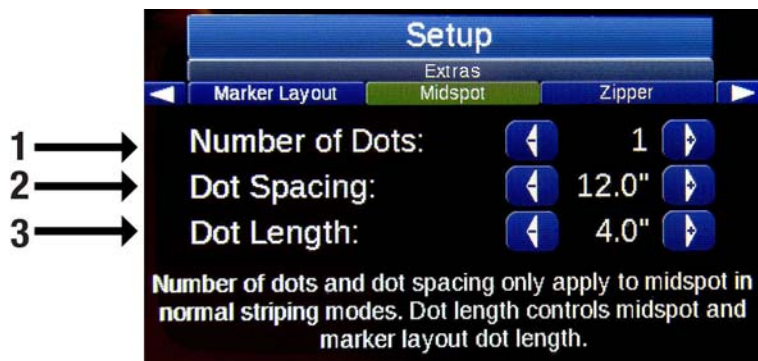 Setup
Extras
Marker Layout Midspot Zipper
1 Number of Dots: - 1 +
2 Dot Spacing: - 12.0" +
3 Dot Length: - 4.0" +
Number of dots and dot spacing only apply to midspot in
normal striping modes. Dot length controls midspot and
marker layout dot length.